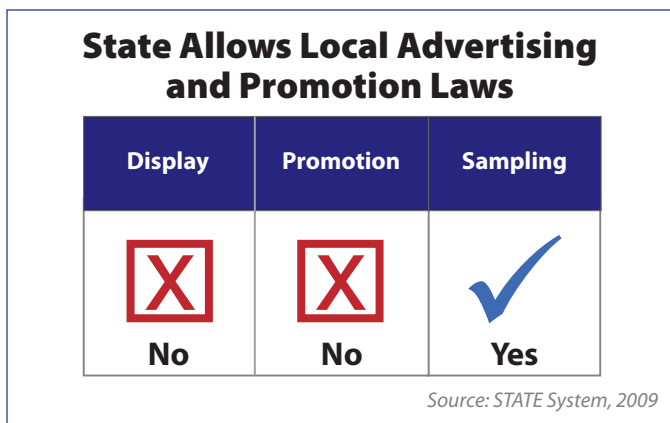 State Allows Local Advertising
and Promotion Laws
Display Promotion Sampling
X X
No No Yes
Source: STATE System, 2009